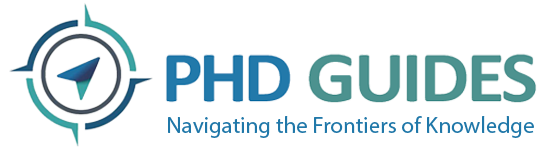 PHD GUIDES
Navigating the Frontiers of Knowledge